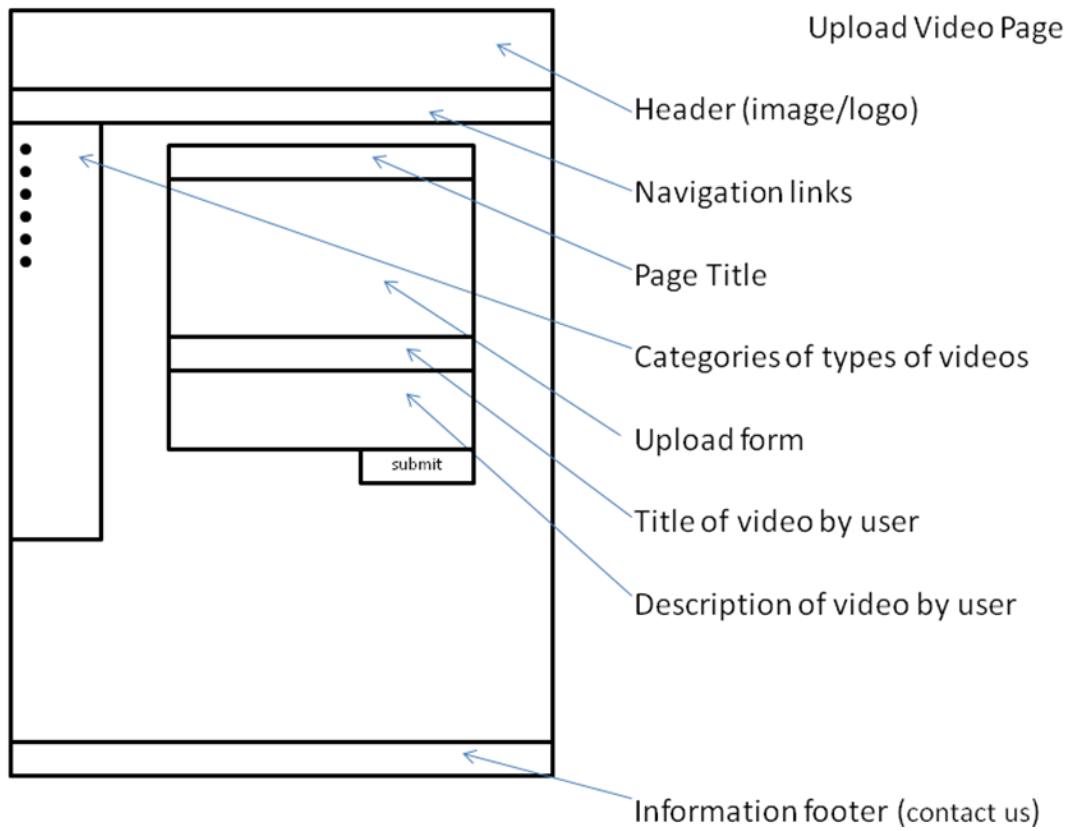 Upload Video Page
Header (image/logo)
Navigation links
Page Title
Categories of types of videos
Upload form
submit
Title of video by user
Description of video by user
Information footer (contact us)